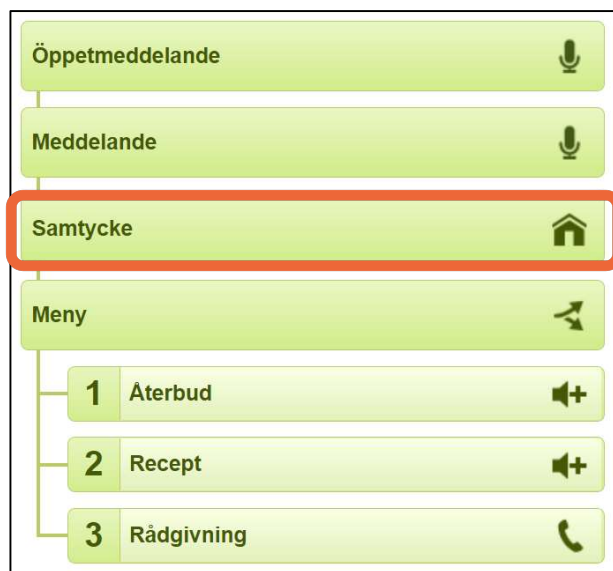 Öppetmeddelande
Meddelande
Samtycke
Meny
1 Återbud
2 Recept
3 Rådgivning